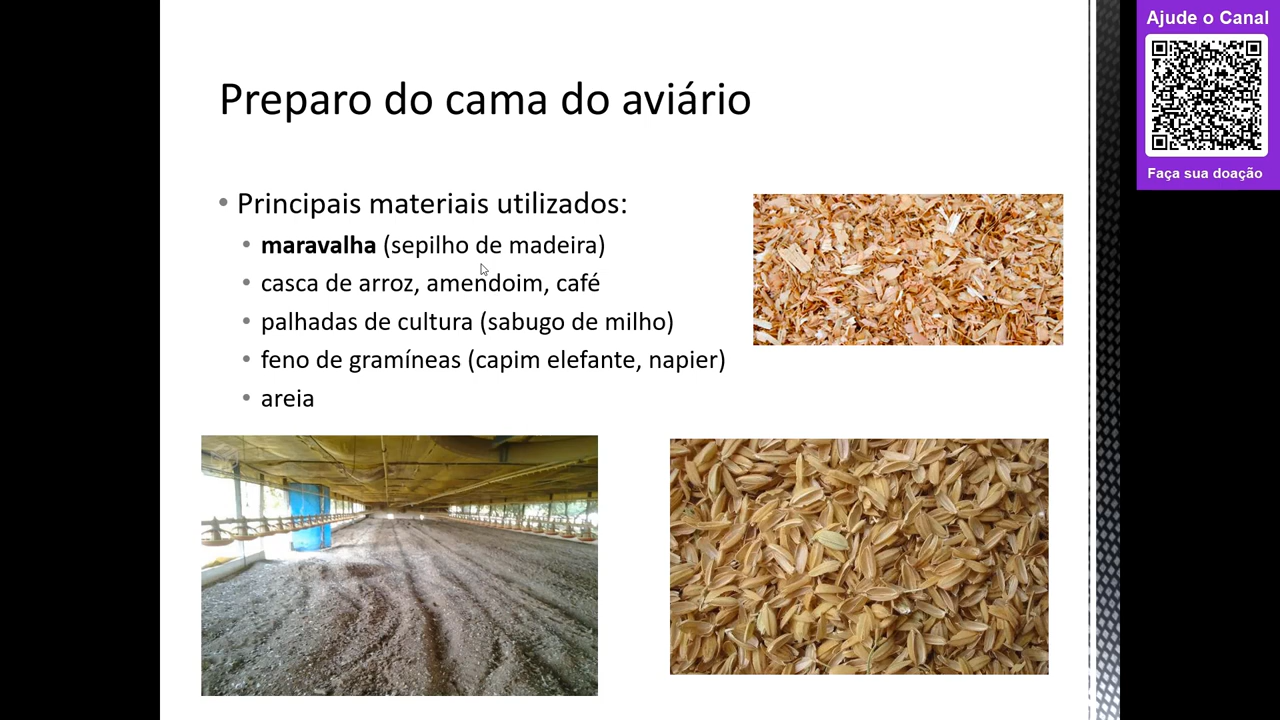 Preparo do cama do aviário
Principais materiais utilizados:
maravalha (sepilho de madeira)
casca de arroz, amendoim, café
palhadas de cultura (sabugo de milho)
feno de gramíneas (capim elefante, napier)
areia
Ajude o Canal
Faça sua doação